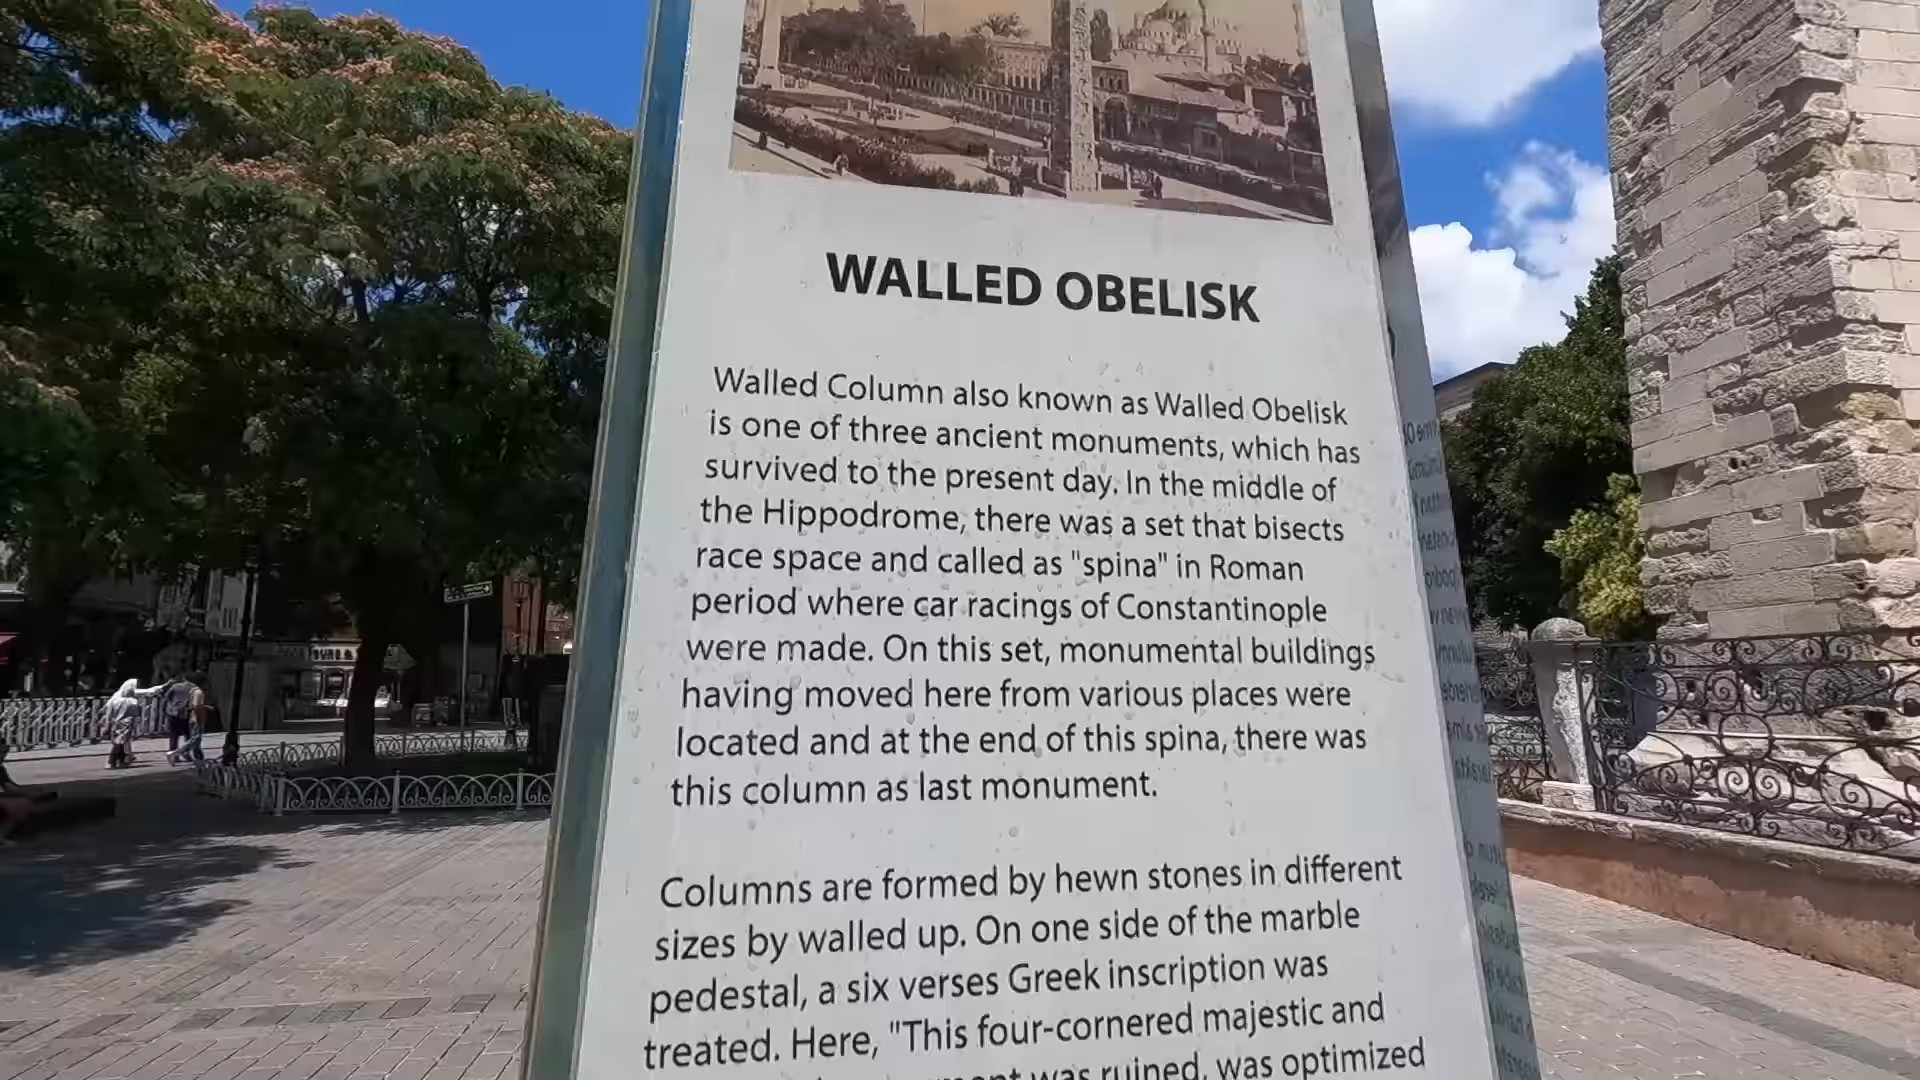 WALLED OBELISK
Walled Column also known as Walled Obelisk
is one of three ancient monuments, which has
survived to the present day. In the middle of
the Hippodrome, there was a set that bisects
race space and called as "spina" in Roman
period where car racings of Constantinople
were made. On this set, monumental buildings
having moved here from various places were
located and at the end of this spina, there was
this column as last monument.
Columns are formed by hewn stones in different
sizes by walled up. On one side of the marble
pedestal, a six verses Greek inscription was
treated. Here, "This four-cornered majestic and
was ruined, was optimized